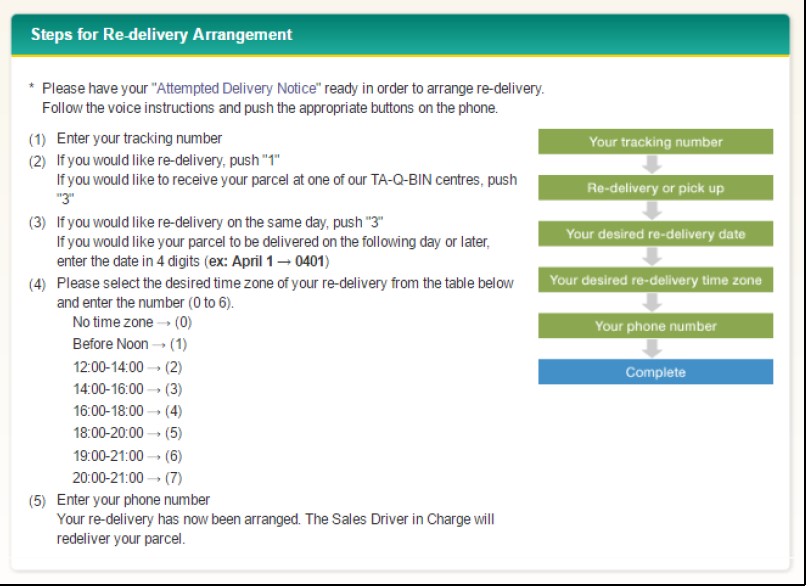 Steps for Re-delivery Arrangement
* Please have your "Attempted Delivery Notice" ready in order to arrange re-delivery.
Follow the voice instructions and push the appropriate buttons on the phone.
(1) Enter your tracking number
(2) If you would like re-delivery, push "1"
If you would like to receive your parcel at one of our TA-Q-BIN centres, push
"3"
(3) If you would like re-delivery on the same day, push "3"
If you would like your parcel to be delivered on the following day or later,
enter the date in 4 digits (ex: April 1 → 0401)
(4) Please select the desired time zone of your re-delivery from the table below
and enter the number (0 to 6).
No time zone → (0)
Before Noon → (1)
12:00-14:00 → (2)
14:00-16:00 → (3)
16:00-18:00 → (4)
18:00-20:00 → (5)
19:00-21:00 → (6)
20:00-21:00 → (7)
(5) Enter your phone number
Your re-delivery has now been arranged. The Sales Driver in Charge will
redeliver your parcel.
Your tracking number
Re-delivery or pick up
Your desired re-delivery date
Your desired re-delivery time zone
Your phone number
Complete